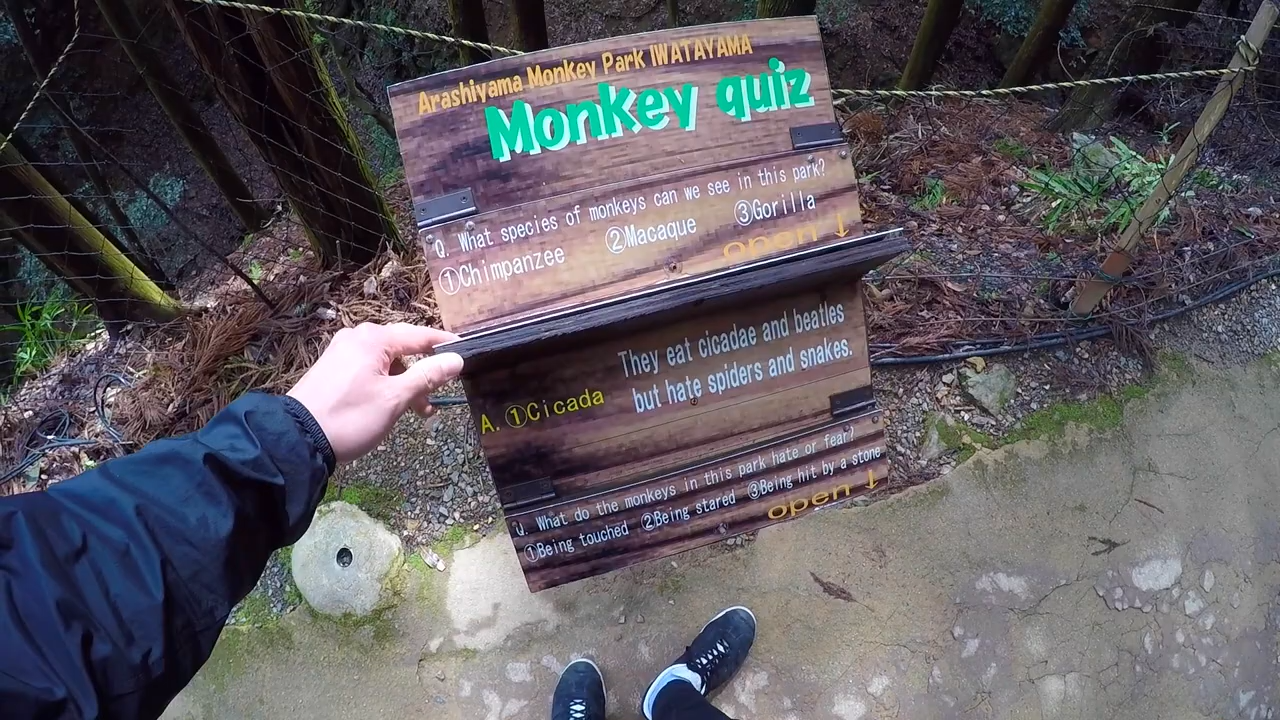 Arashiyama Monkey Park IWATAYAMA
Monkey quiz
Q. What species of monkeys can we see in this park?
①Chimpanzee ②Macaque ③Gorilla
open ↓
They eat cicadae and beatles
but hate spiders and snakes.
A. ①Cicada
Q. What do the monkeys in this park hate or fear?
①Being touched ②Being stared ③Being hit by a stone
open ↓